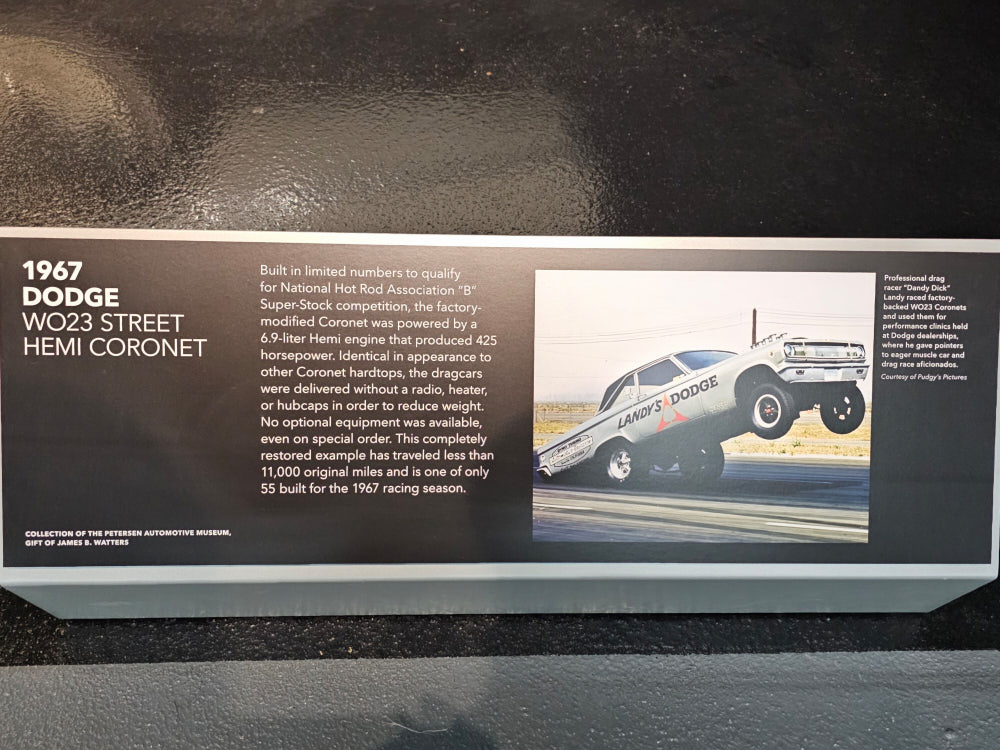 1967
DODGE
WO23 STREET
HEMI CORONET
COLLECTION OF THE PETERSEN AUTOMOTIVE MUSEUM,
GIFT OF JAMES B. WATTERS
Built in limited numbers to qualify
for National Hot Rod Association "B"
Super-Stock competition, the factory-
modified Coronet was powered by a
6.9-liter Hemi engine that produced 425
horsepower. Identical in appearance to
other Coronet hardtops, the dragcars
were delivered without a radio, heater,
or hubcaps in order to reduce weight.
No optional equipment was available,
even on special order. This completely
restored example has traveled less than
11,000 original miles and is one of only
55 built for the 1967 racing season.
LANDY'S DODGE
Professional drag
racer "Dandy Dick"
Landy raced factory-
backed WO23 Coronets
and used them for
performance clinics held
at Dodge dealerships,
where he gave pointers
to eager muscle car and
drag race aficionados.
Courtesy of Pudgy's Pictures